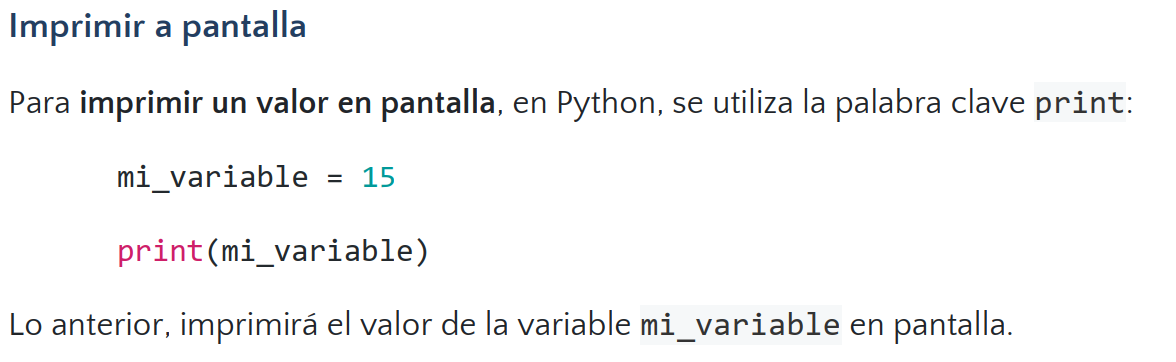 Imprimir a pantalla
Para imprimir un valor en pantalla, en Python, se utiliza la palabra clave print:
mi_variable = 15
print(mi_variable)
Lo anterior, imprimirá el valor de la variable mi_variable en pantalla.